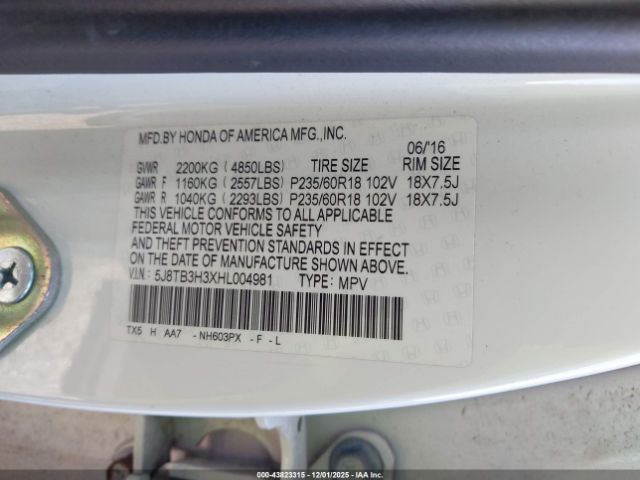 MFD.BY HONDA OF AMERICA MFG.,INC.
06/'16
GVWR 2200KG (4850LBS) TIRE SIZE RIM SIZE
GAWR F 1160KG (2557LBS) P235/60R18 102V 18X7.5J
GAWR R 1040KG (2293LBS) P235/60R18 102V 18X7.5J
THIS VEHICLE CONFORMS TO ALL APPLICABLE
FEDERAL MOTOR VEHICLE SAFETY
AND THEFT PREVENTION STANDARDS IN EFFECT
ON THE DATE OF MANUFACTURE SHOWN ABOVE.
V.I.N.: 5J8TB3H3XHL004981 TYPE: MPV
TX5 H AA7 -NH603PX -F -L
000-43823315 - 12/01/2025 - IAA Inc.